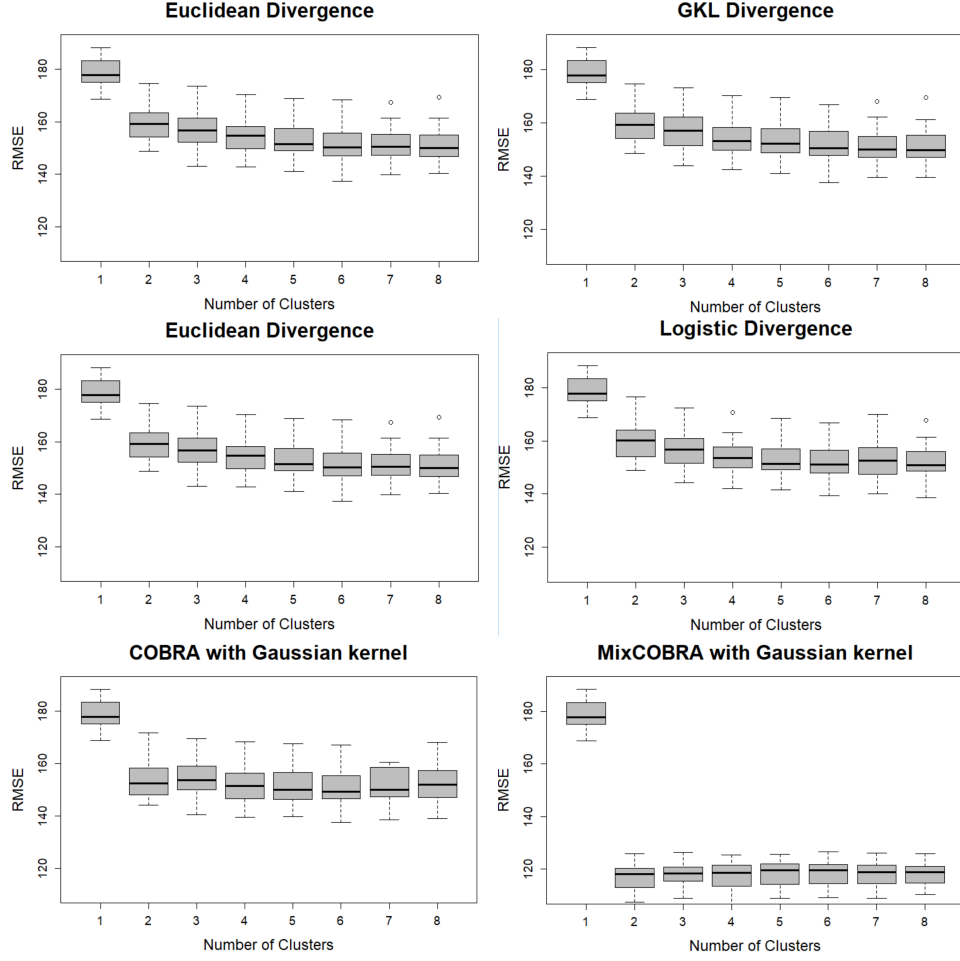 Euclidean Divergence
RMSE
180
160
140
120
1 2 3 4 5 6 7 8
Number of Clusters
GKL Divergence
RMSE
180
160
140
120
1 2 3 4 5 6 7 8
Number of Clusters
Euclidean Divergence
RMSE
180
160
140
120
1 2 3 4 5 6 7 8
Number of Clusters
Logistic Divergence
RMSE
180
160
140
120
1 2 3 4 5 6 7 8
Number of Clusters
COBRA with Gaussian kernel
RMSE
180
160
140
120
1 2 3 4 5 6 7 8
Number of Clusters
MixCOBRA with Gaussian kernel
RMSE
180
160
140
120
1 2 3 4 5 6 7 8
Number of Clusters